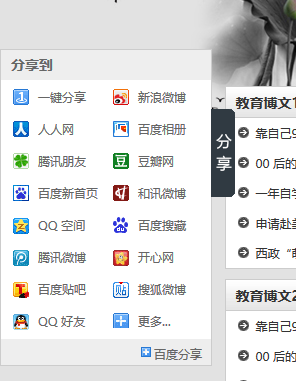 分享到
一键分享 新浪微博
人人网 百度相册
腾讯朋友 豆瓣网
百度新首页 和讯微博
QQ 空间 百度搜藏
腾讯微博 开心网
百度贴吧 搜狐微博
QQ 好友 更多...
百度分享
分享
教育博文1
靠自己9
00 后的
一年自学
申请赴美
西政“毒
教育博文2
靠自己9
00 后的